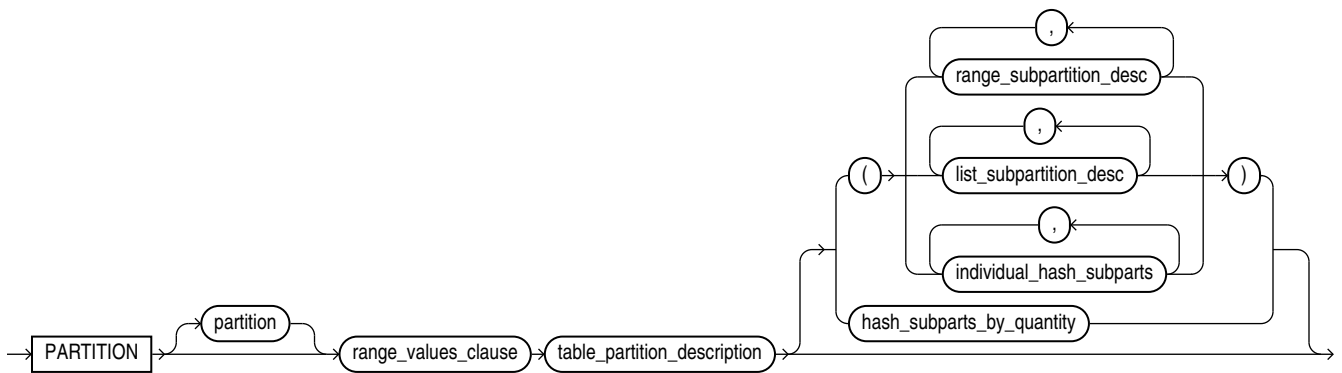 ,
range_subpartition_desc
,
( list_subpartition_desc )
,
individual_hash_subparts
partition hash_subparts_by_quantity
PARTITION range_values_clause table_partition_description